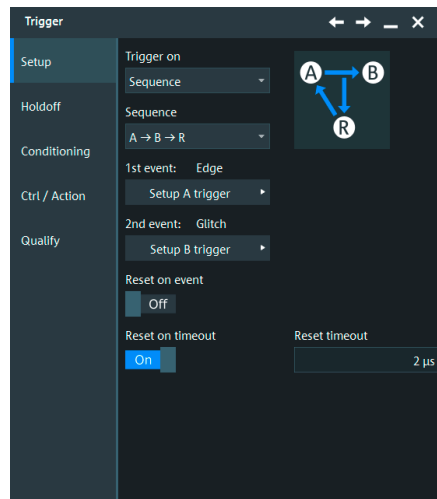 Trigger
Setup
Holdoff
Conditioning
Ctrl / Action
Qualify
Trigger on
Sequence
Sequence
A → B → R
1st event: Edge
Setup A trigger
2nd event: Glitch
Setup B trigger
Reset on event
Off
Reset on timeout
On
Reset timeout
2 µs
A
B
R